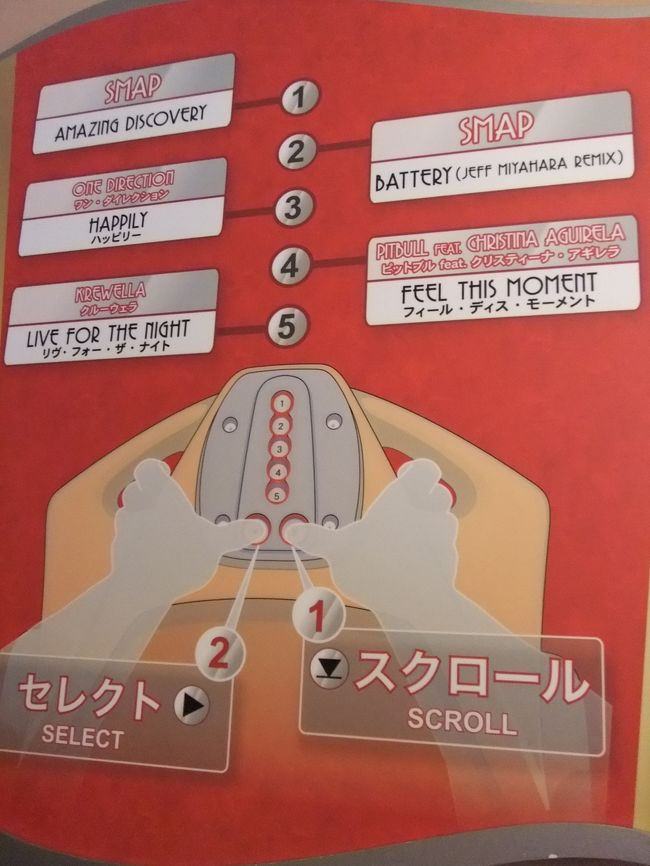 SMAP
AMAZING DISCOVERY
1
SMAP
BATTERY (JEFF MIYAHARA REMIX)
2
ONE DIRECTION
ワン・ダイレクション
HAPPILY
ハッピリー
3
PITBULL FEAT. CHRISTINA AGUIRELA
ピットブル feat. クリスティーナ・アギレラ
FEEL THIS MOMENT
フィール・ディス・モーメント
4
KREWELLA
クルーウェラ
LIVE FOR THE NIGHT
リヴ・フォー・ザ・ナイト
5
1
2
3
4
5
2
セレクト
SELECT
1
スクロール
SCROLL